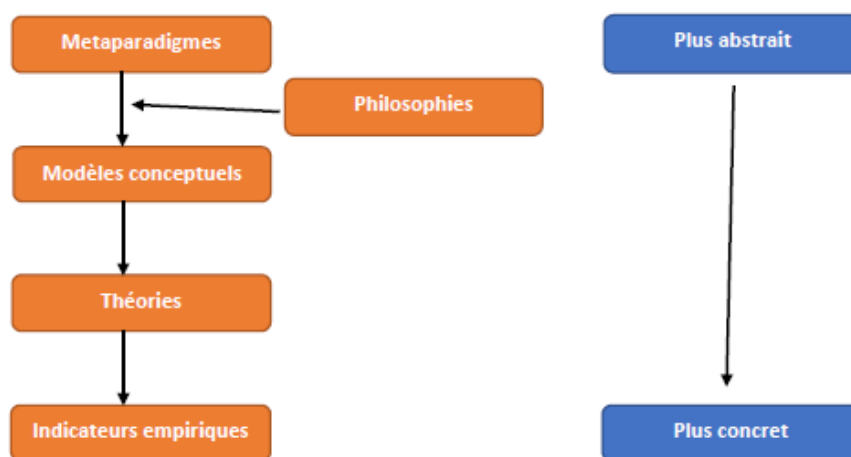 Metaparadigmes
Plus abstrait
Philosophies
Modèles conceptuels
Théories
Indicateurs empiriques
Plus concret